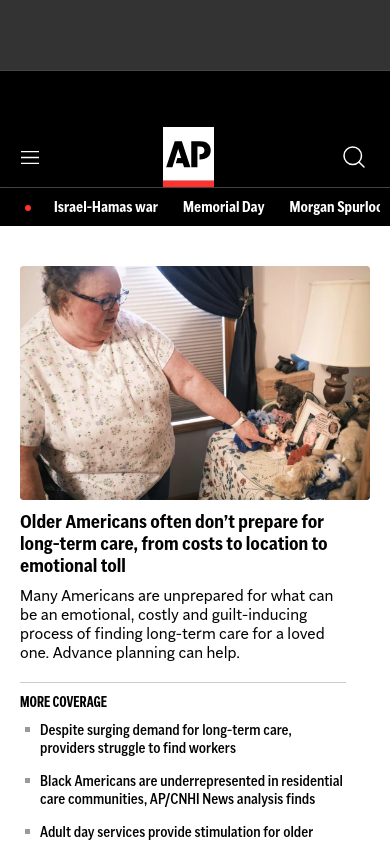 AP
Israel-Hamas war Memorial Day Morgan Spurloc
Older Americans often don't prepare for
long-term care, from costs to location to
emotional toll
Many Americans are unprepared for what can
be an emotional, costly and guilt-inducing
process of finding long-term care for a loved
one. Advance planning can help.
MORE COVERAGE
Despite surging demand for long-term care,
providers struggle to find workers
Black Americans are underrepresented in residential
care communities, AP/CNHI News analysis finds
Adult day services provide stimulation for older